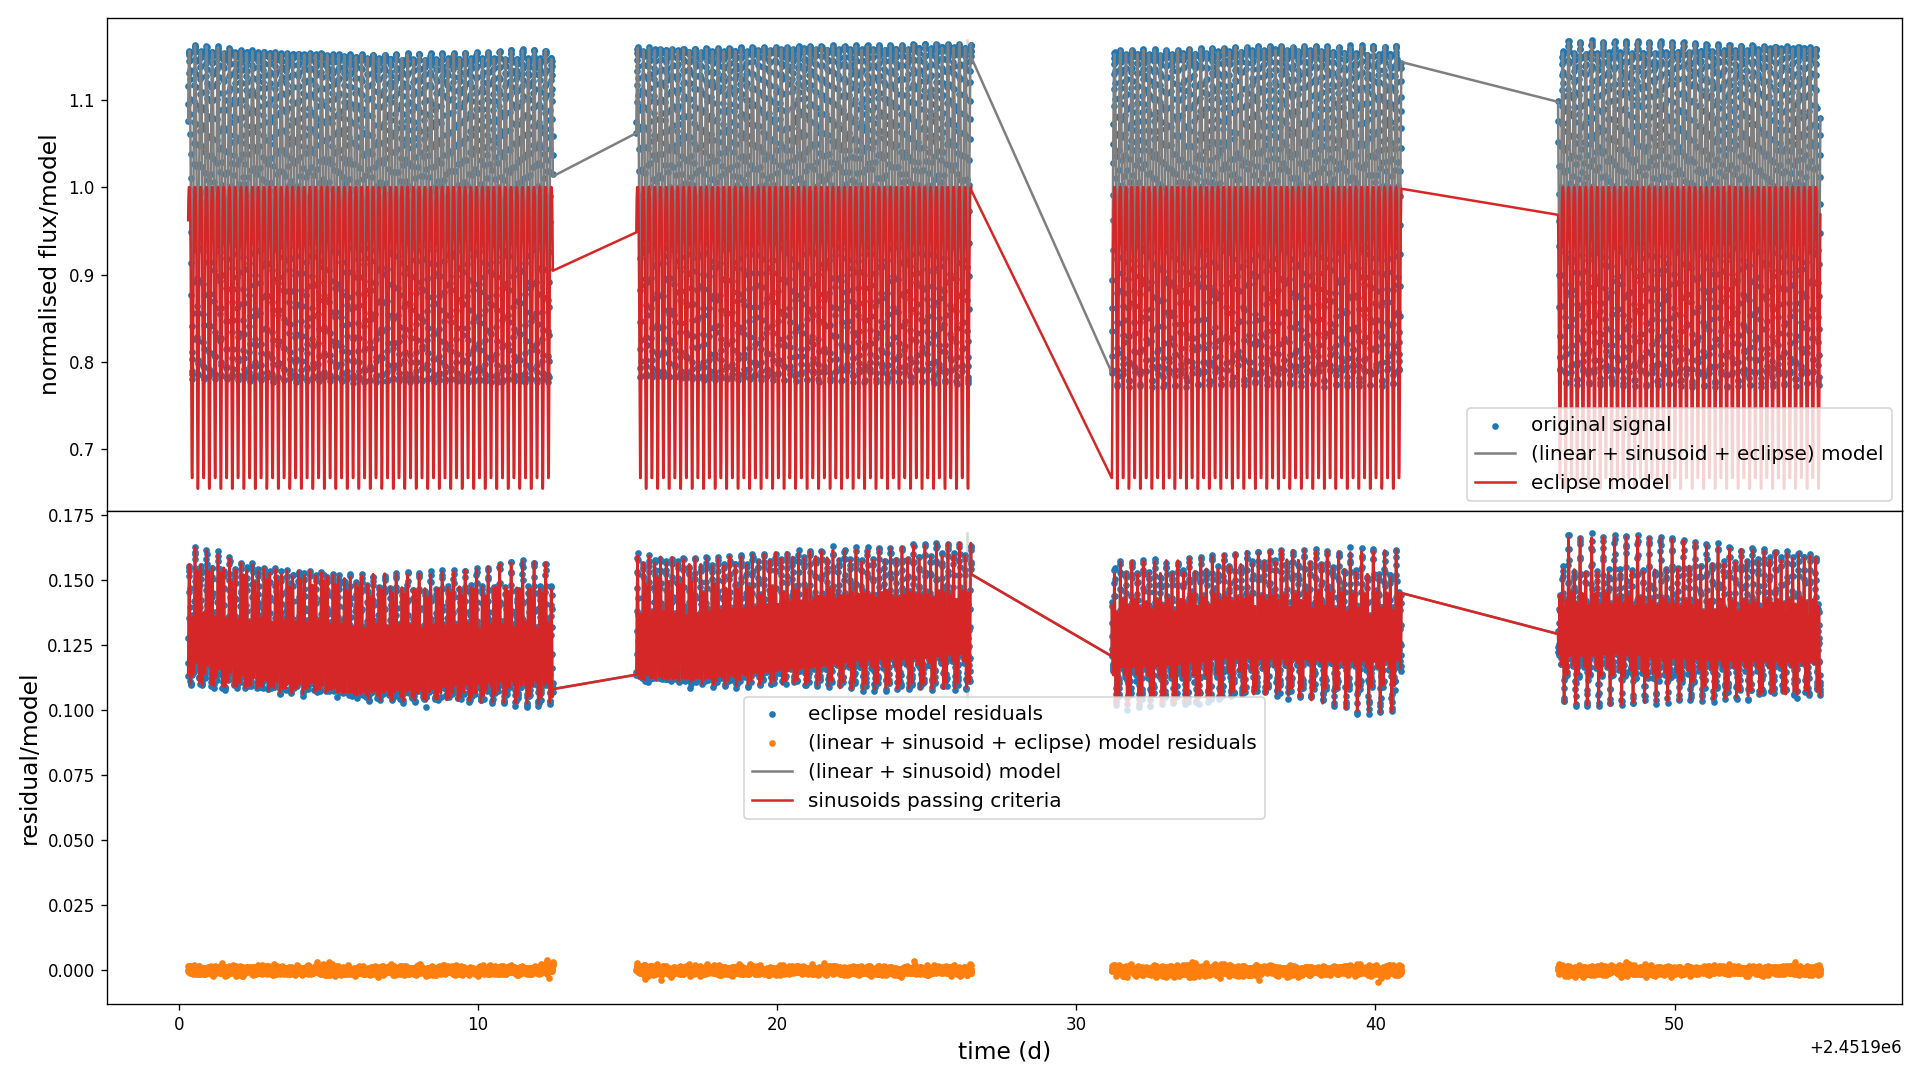 normalised flux/model
1.1
1.0
0.9
0.8
0.7
original signal
(linear + sinusoid + eclipse) model
eclipse model
residual/model
0.175
0.150
0.125
0.100
0.075
0.050
0.025
0.000
eclipse model residuals
(linear + sinusoid + eclipse) model residuals
(linear + sinusoid) model
sinusoids passing criteria
0 10 20 30 40 50
time (d)
+2.4519e6